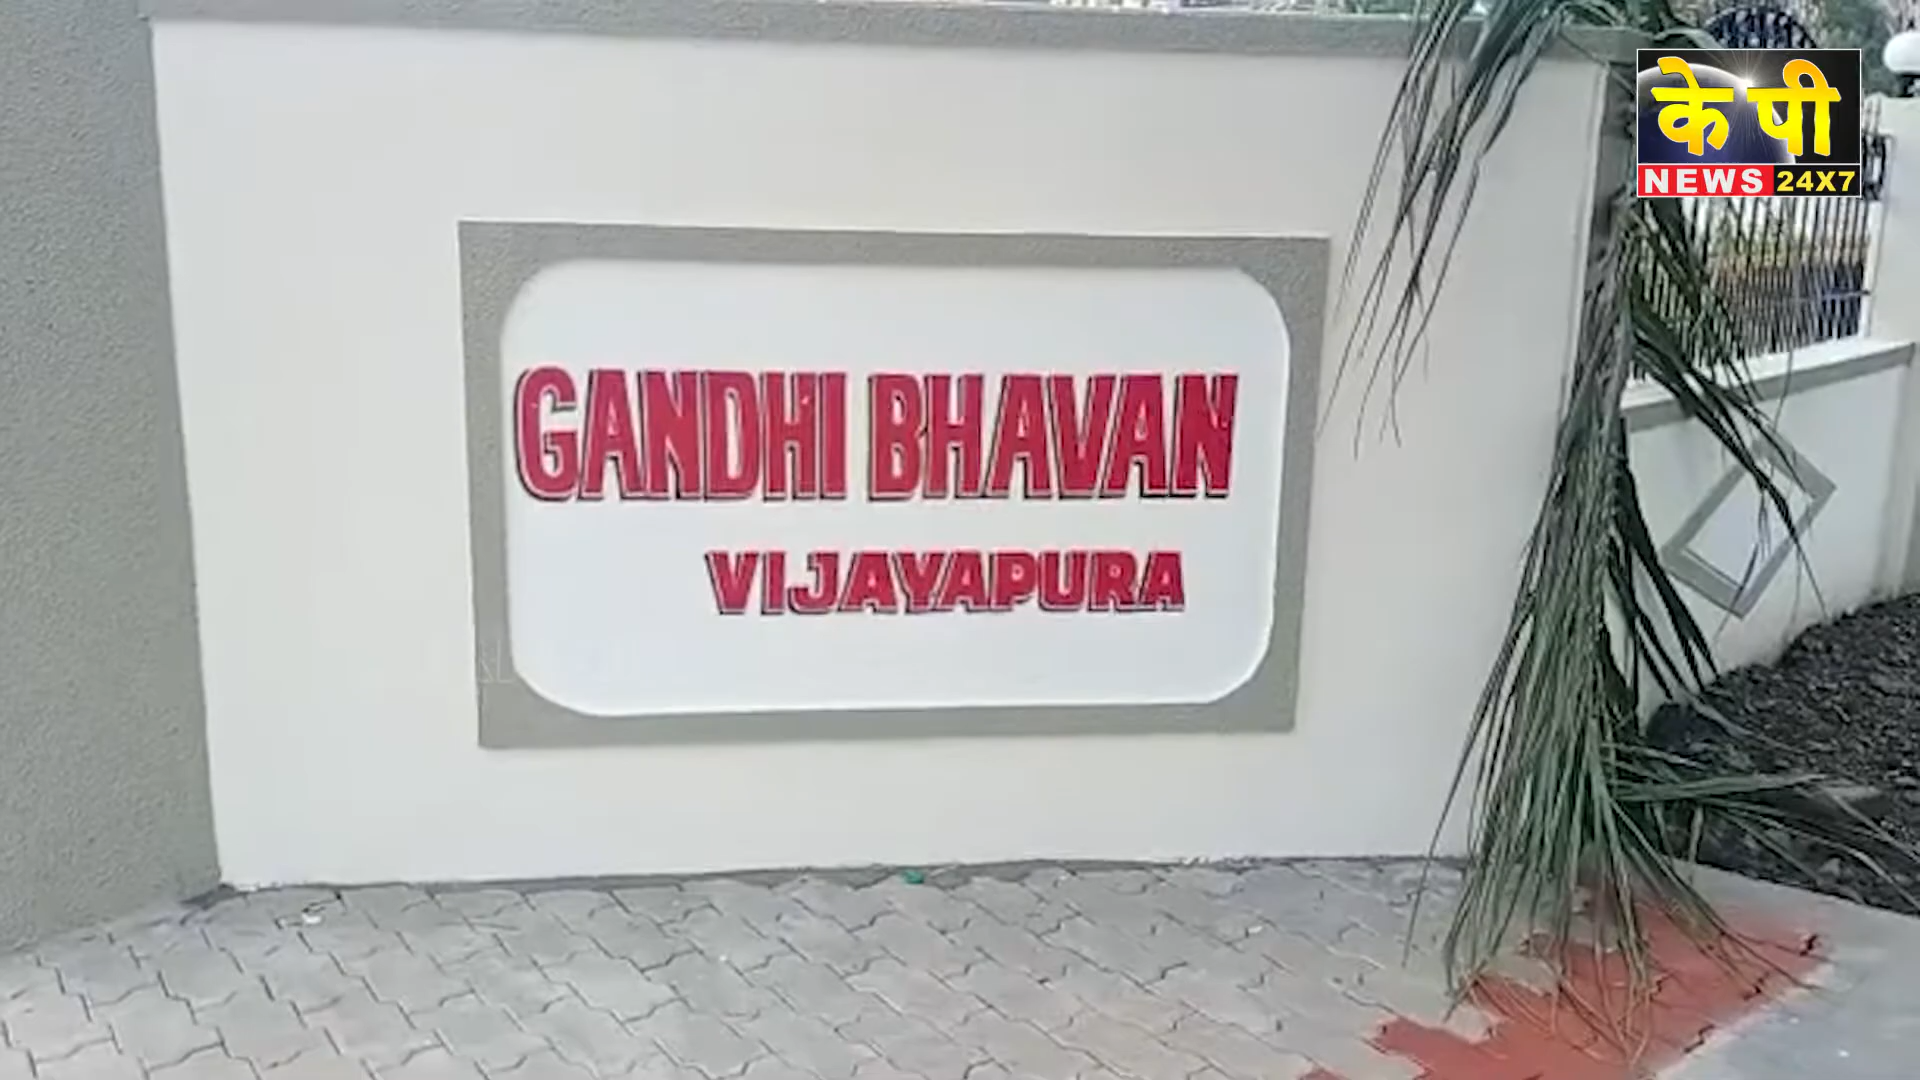 के पी
NEWS 24X7
GANDHI BHAVAN
VIJAYAPURA